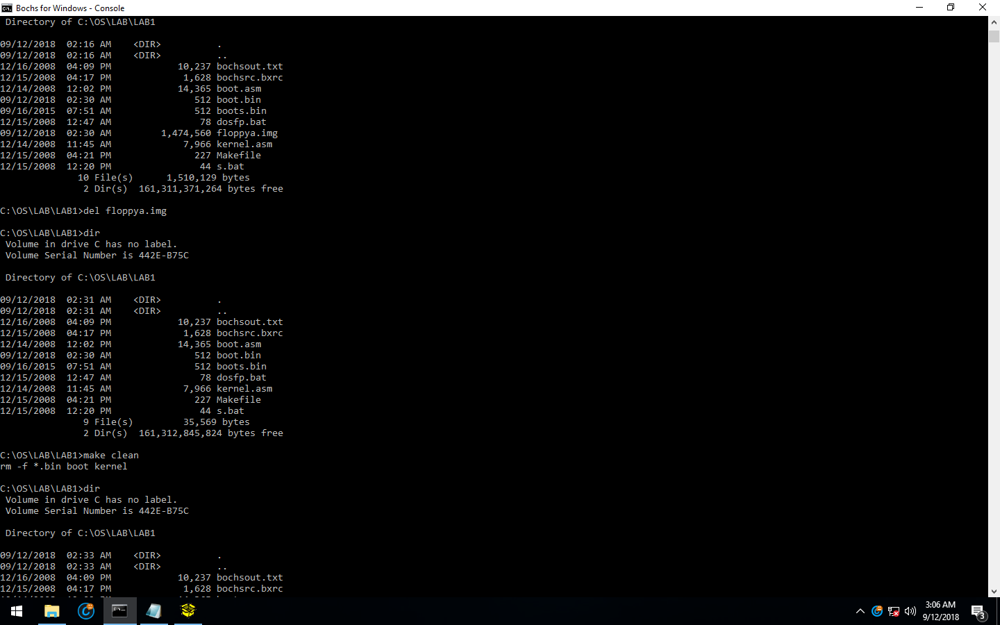 Bochs for Windows - Console
 Directory of C:\OS\LAB\LAB1
09/12/2018  02:16 AM    <DIR>          .
09/12/2018  02:16 AM    <DIR>          ..
12/16/2008  04:09 PM            10,237 bochsout.txt
12/15/2008  04:17 PM             1,628 bochsrc.bxrc
12/14/2008  12:02 PM            14,365 boot.asm
09/12/2018  02:30 AM               512 boot.bin
09/16/2015  07:51 AM               512 boots.bin
12/15/2008  12:47 AM                78 dosfp.bat
09/12/2018  02:30 AM         1,474,560 floppya.img
12/14/2008  11:45 AM             7,966 kernel.asm
12/15/2008  04:21 PM               227 Makefile
12/15/2008  12:20 PM                44 s.bat
              10 File(s)      1,510,129 bytes
               2 Dir(s)  161,311,371,264 bytes free
C:\OS\LAB\LAB1>del floppya.img
C:\OS\LAB\LAB1>dir
 Volume in drive C has no label.
 Volume Serial Number is 442E-B75C
 Directory of C:\OS\LAB\LAB1
09/12/2018  02:31 AM    <DIR>          .
09/12/2018  02:31 AM    <DIR>          ..
12/16/2008  04:09 PM            10,237 bochsout.txt
12/15/2008  04:17 PM             1,628 bochsrc.bxrc
12/14/2008  12:02 PM            14,365 boot.asm
09/12/2018  02:30 AM               512 boot.bin
09/16/2015  07:51 AM               512 boots.bin
12/15/2008  12:47 AM                78 dosfp.bat
12/14/2008  11:45 AM             7,966 kernel.asm
12/15/2008  04:21 PM               227 Makefile
12/15/2008  12:20 PM                44 s.bat
               9 File(s)         35,569 bytes
               2 Dir(s)  161,312,845,824 bytes free
C:\OS\LAB\LAB1>make clean
rm -f *.bin boot kernel
C:\OS\LAB\LAB1>dir
 Volume in drive C has no label.
 Volume Serial Number is 442E-B75C
 Directory of C:\OS\LAB\LAB1
09/12/2018  02:33 AM    <DIR>          .
09/12/2018  02:33 AM    <DIR>          ..
12/16/2008  04:09 PM            10,237 bochsout.txt
12/15/2008  04:17 PM             1,628 bochsrc.bxrc
3:06 AM
9/12/2018
3